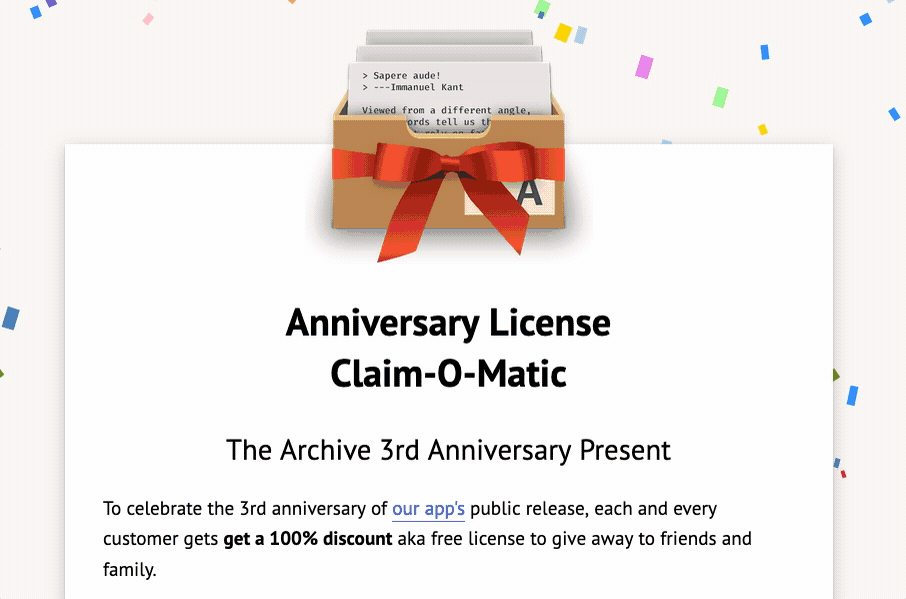 > Sapere aude!
> ---Immanuel Kant
Viewed from a different angle,
ords tell us th
A
Anniversary License
Claim-O-Matic
The Archive 3rd Anniversary Present
To celebrate the 3rd anniversary of our app's public release, each and every
customer gets get a 100% discount aka free license to give away to friends and
family.